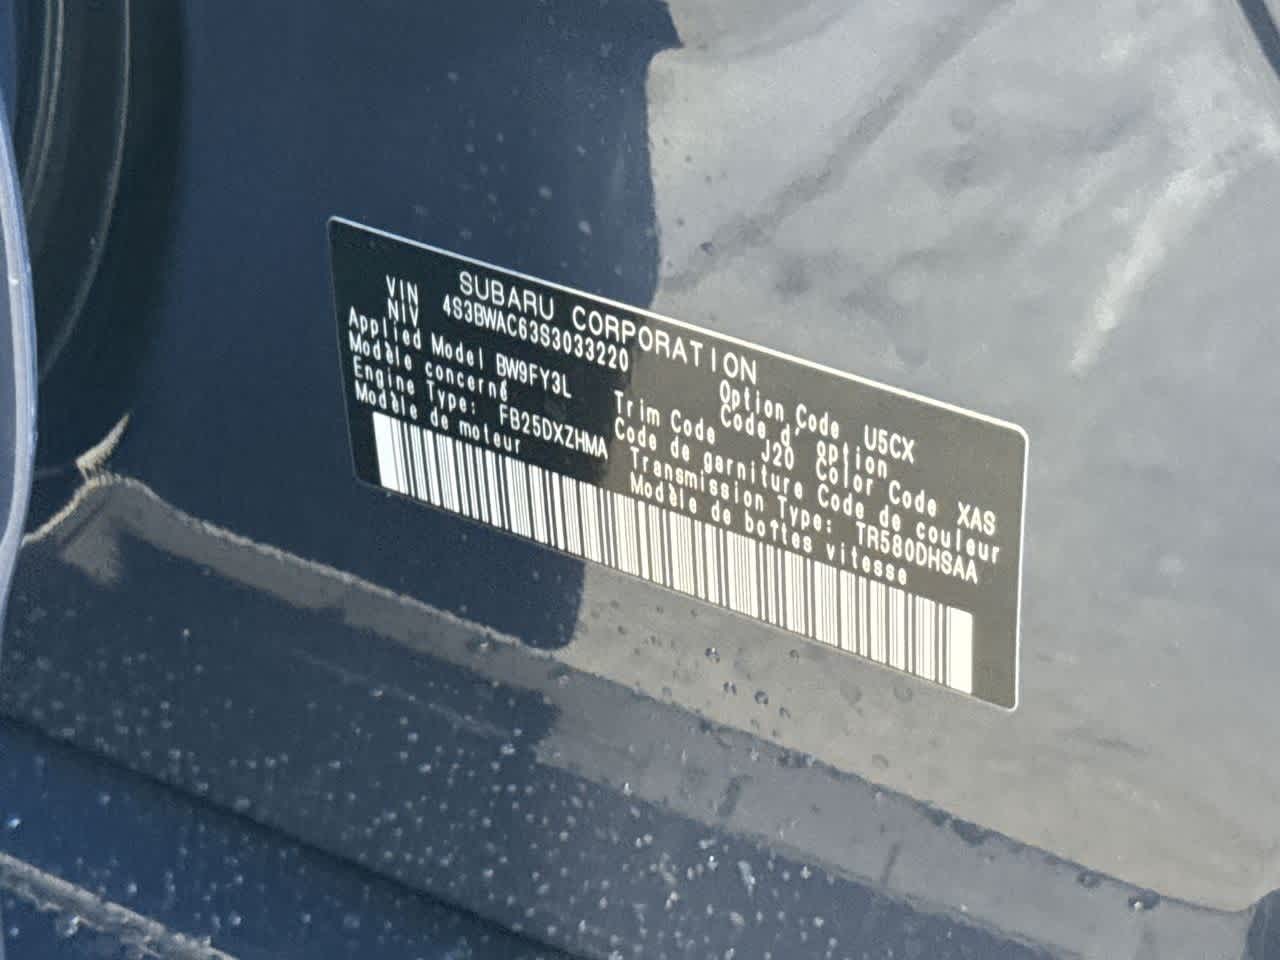 SUBARU CORPORATION
VIN 4S3BWAC63S3033220
NIV
Applied Model BW9FY3L Option Code U5CX
Modèle concerné Code d' option
Trim Code J20 Color Code XAS
Code de garniture Code de couleur
Engine Type: FB25DXZHMA Transmission Type: TR580DHSAA
Modèle de moteur Modèle de boîtes vitesse